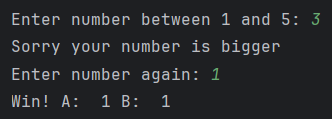 Enter number between 1 and 5: 3
Sorry your number is bigger
Enter number again: 1
Win! A:  1 B:  1